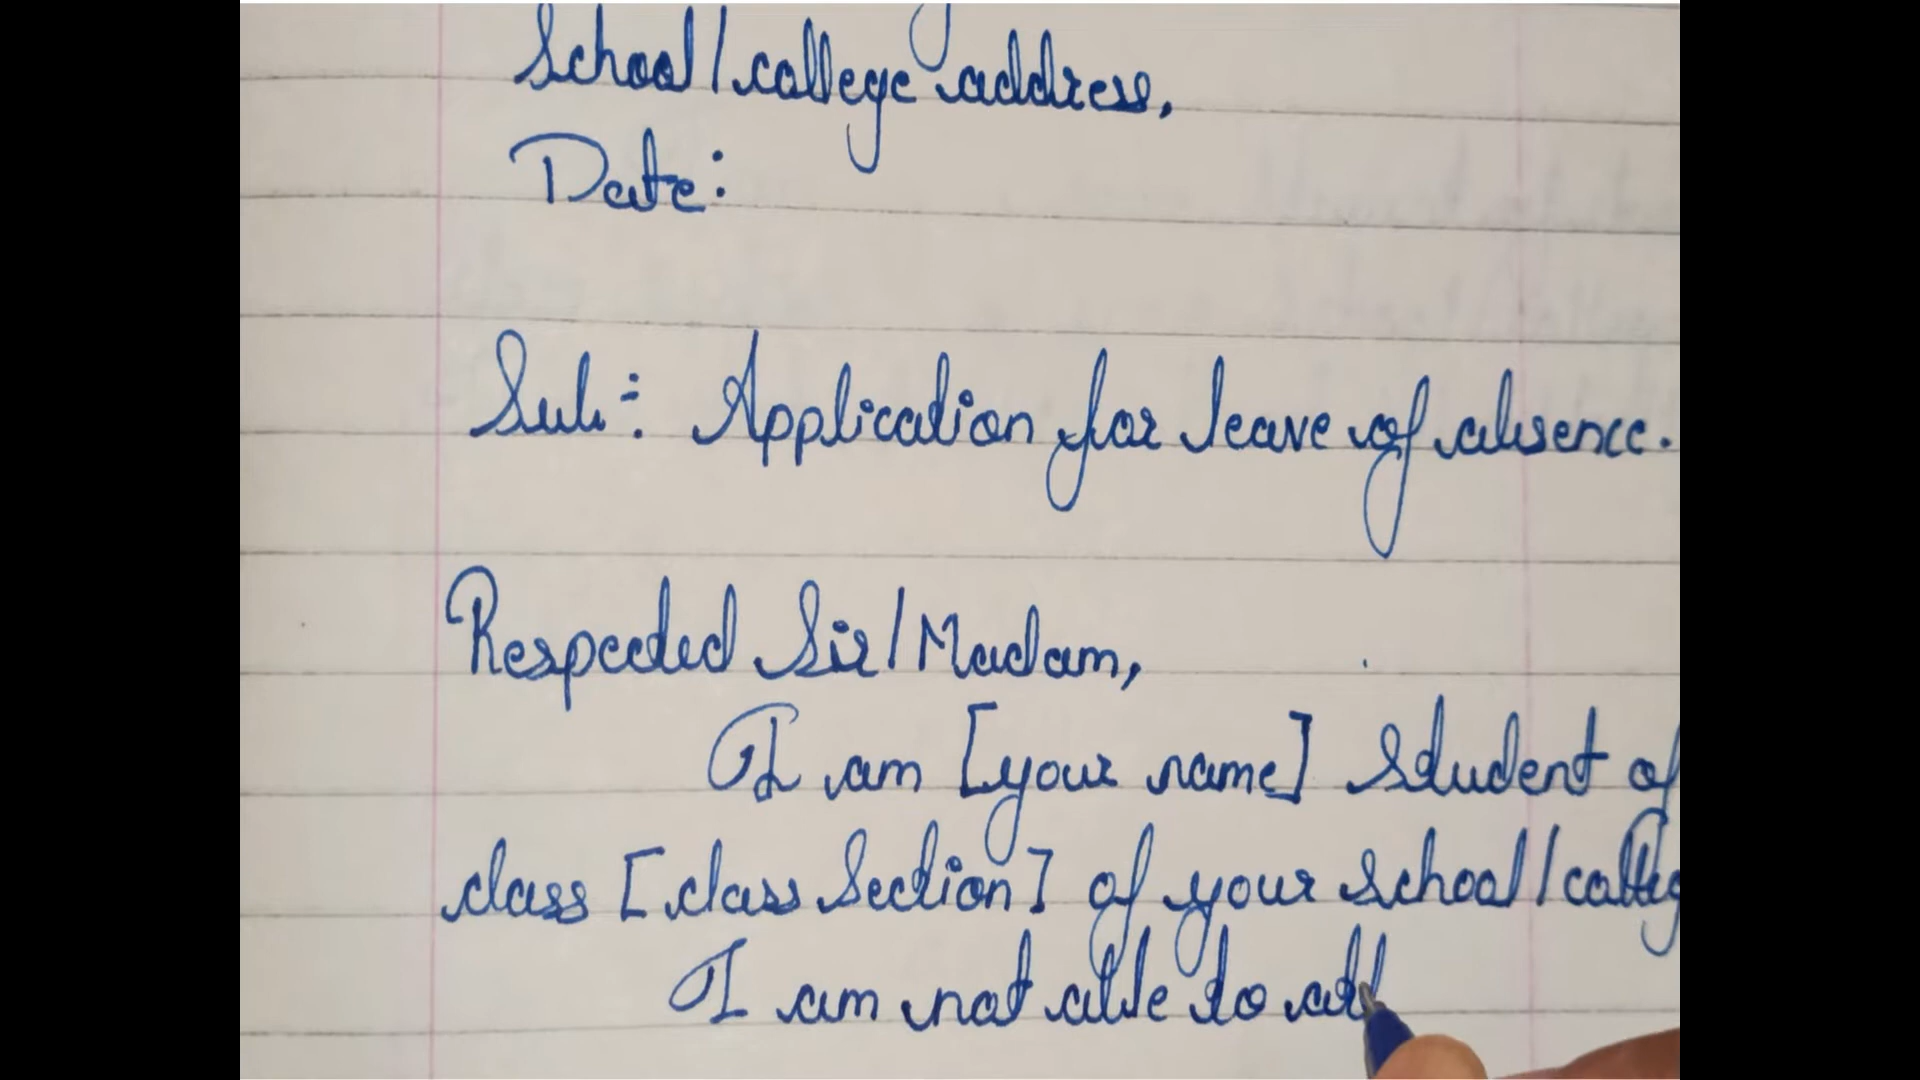 School/college address,
Date:
Sub: Application for leave of absence.
Respected Sir/Madam,
I am [your name] Student of
class [class Section] of your school/colleg
I am not able to att